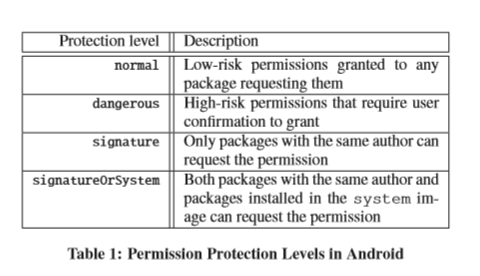 Protection level Description
normal Low-risk permissions granted to any
package requesting them
dangerous High-risk permissions that require user
confirmation to grant
signature Only packages with the same author can
request the permission
signatureOrSystem Both packages with the same author and
packages installed in the system im-
age can request the permission
Table 1: Permission Protection Levels in Android